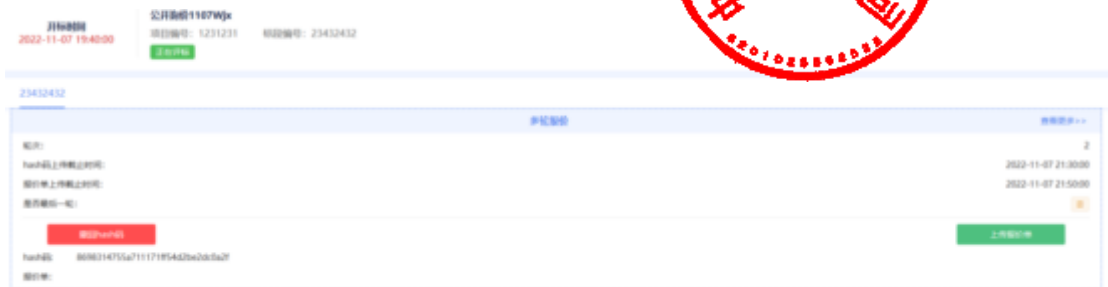 开标时间
2022-11-07 19:40:00
公开询价1107Wjx
项目编号：1231231 标段编号：23432432
正在评标
23432432
多轮报价 查看更多>>
轮次： 2
hash码上传截止时间： 2022-11-07 21:30:00
报价单上传截止时间： 2022-11-07 21:50:00
是否最后一轮： 是
撤回hash码 上传报价单
hash码：
报价单：